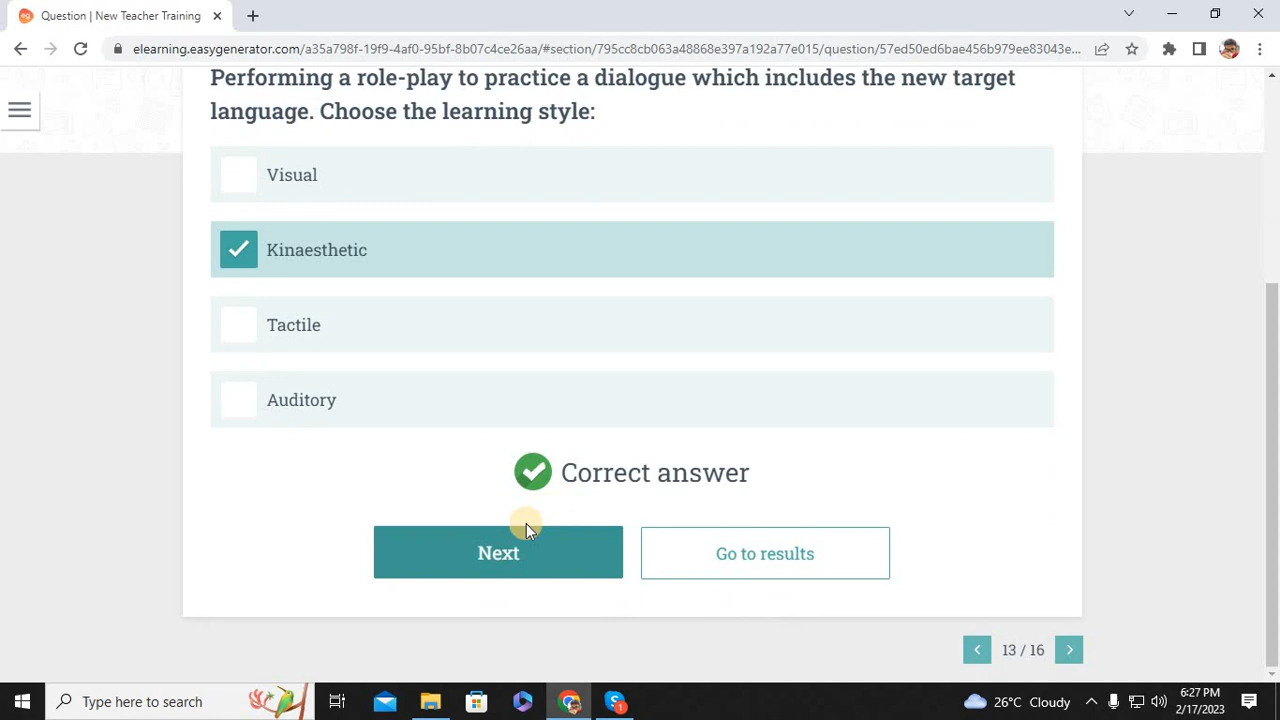 Question | New Teacher Training
elearning.easygenerator.com/a35a798f-19f9-4af0-95bf-8b07c4ce29aa/#section/795cc8cb063a48868e397a192a77e015/question/57ed50ed6bae456b979ee83043e...
Performing a role-play to practice a dialogue which includes the new target
language. Choose the learning style:
Visual
Kinaesthetic
Tactile
Auditory
Correct answer
Next
Go to results
13 / 16
Type here to search
26°C Cloudy
6:27 PM
2/17/2023